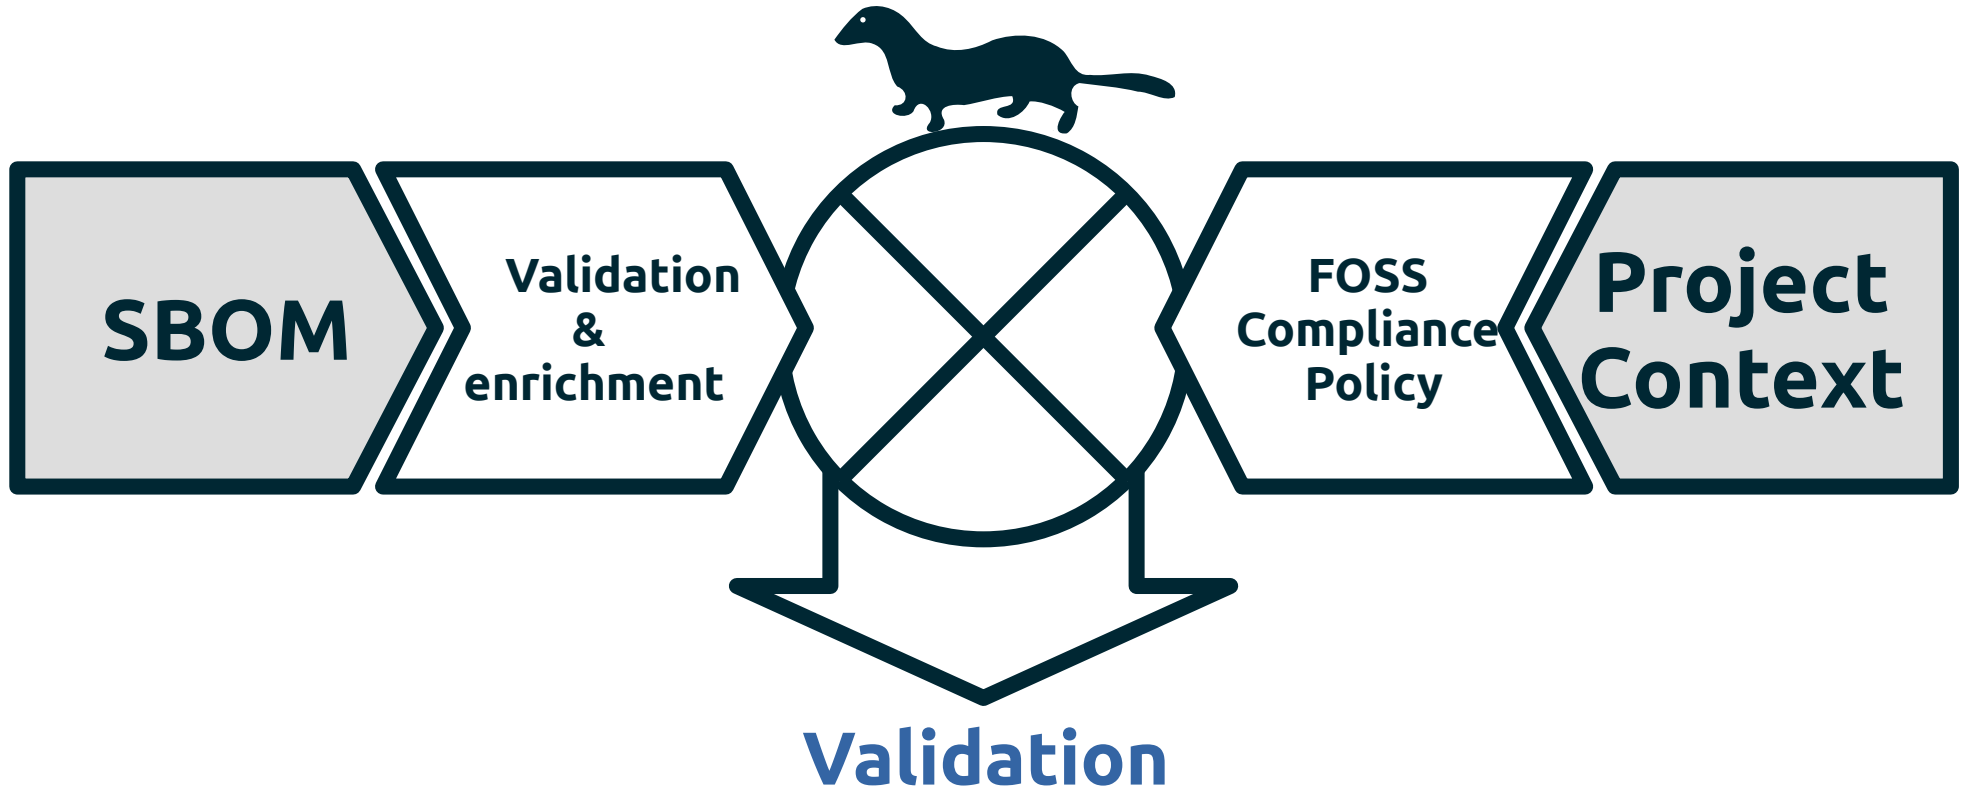 SBOM
Validation
&
enrichment
FOSS
Compliance
Policy
Project
Context
Validation